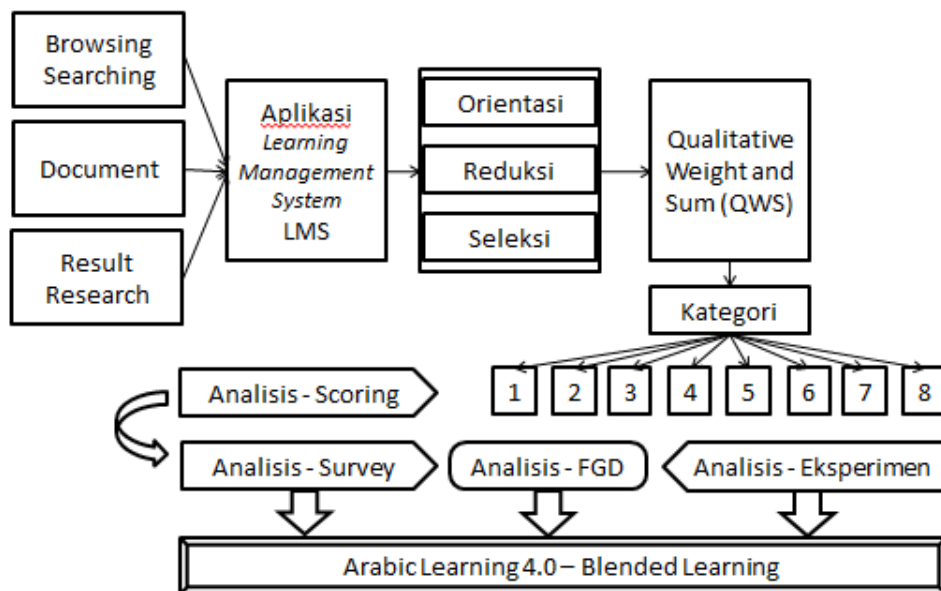 Browsing
Searching
Document
Result
Research
Aplikasi
Learning
Management
System
LMS
Orientasi
Reduksi
Seleksi
Qualitative
Weight and
Sum (QWS)
Kategori
1 2 3 4 5 6 7 8
Analisis - Scoring
Analisis - Survey
Analisis - FGD
Analisis - Eksperimen
Arabic Learning 4.0 – Blended Learning